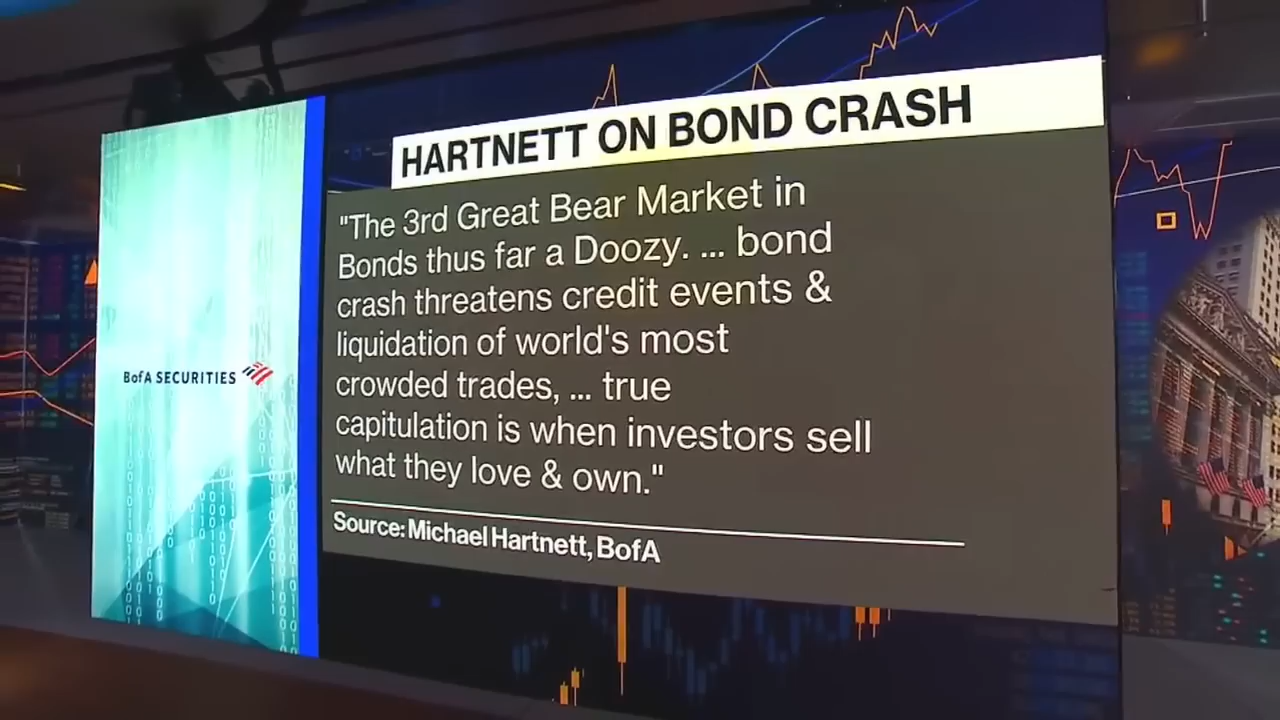 HARTNETT ON BOND CRASH
"The 3rd Great Bear Market in
Bonds thus far a Doozy. ... bond
crash threatens credit events &
liquidation of world's most
crowded trades, ... true
capitulation is when investors sell
what they love & own."
Source: Michael Hartnett, BofA
BofA SECURITIES